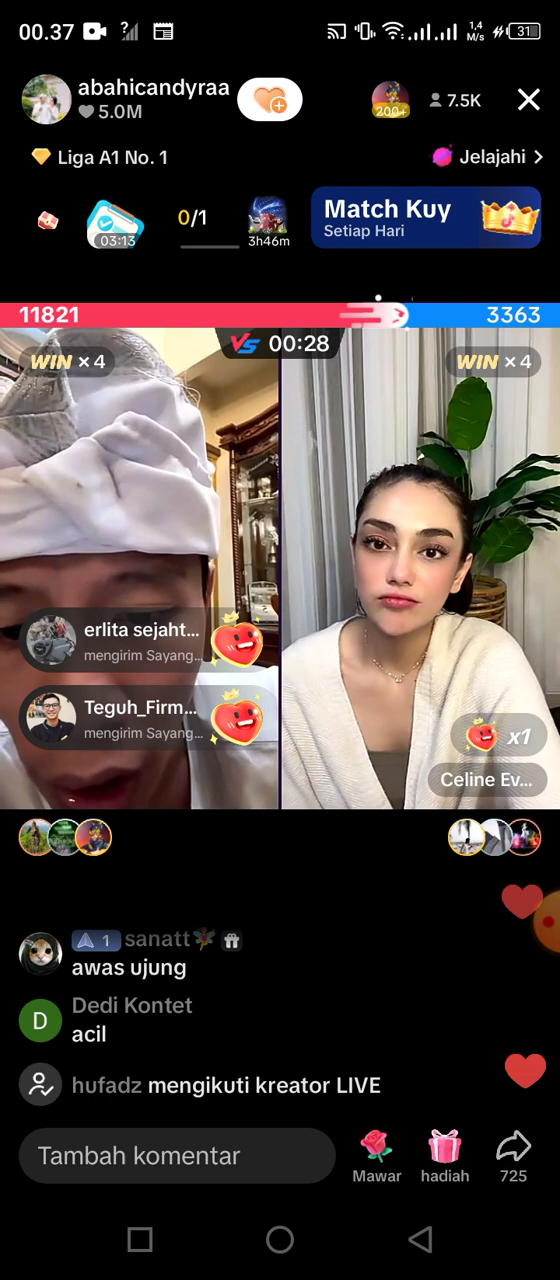 00.37
?
1,4
M/s
31
abahicandyraa
5.0M
200+
7.5K
Liga A1 No. 1
Jelajahi
03:13
0/1
3h46m
Match Kuy
Setiap Hari
11821
3363
VS 00:28
WIN × 4
WIN × 4
erlita sejaht...
mengirim Sayang...
Teguh_Firm...
mengirim Sayang...
x1
Celine Ev...
1 sanatt
awas ujung
D
Dedi Kontet
acil
hufadz mengikuti kreator LIVE
Tambah komentar
Mawar
hadiah
725